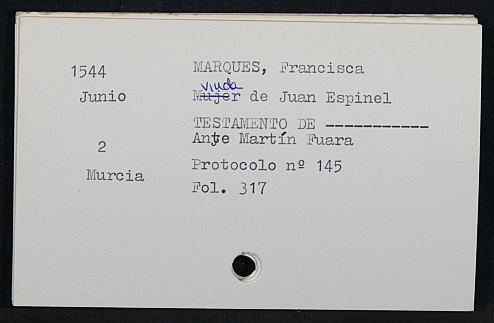 1544
Junio
2
Murcia
MARQUES, Francisca
viuda
Mujer de Juan Espinel
TESTAMENTO DE -----------
Ante Martín Fuara
Protocolo nº 145
Fol. 317